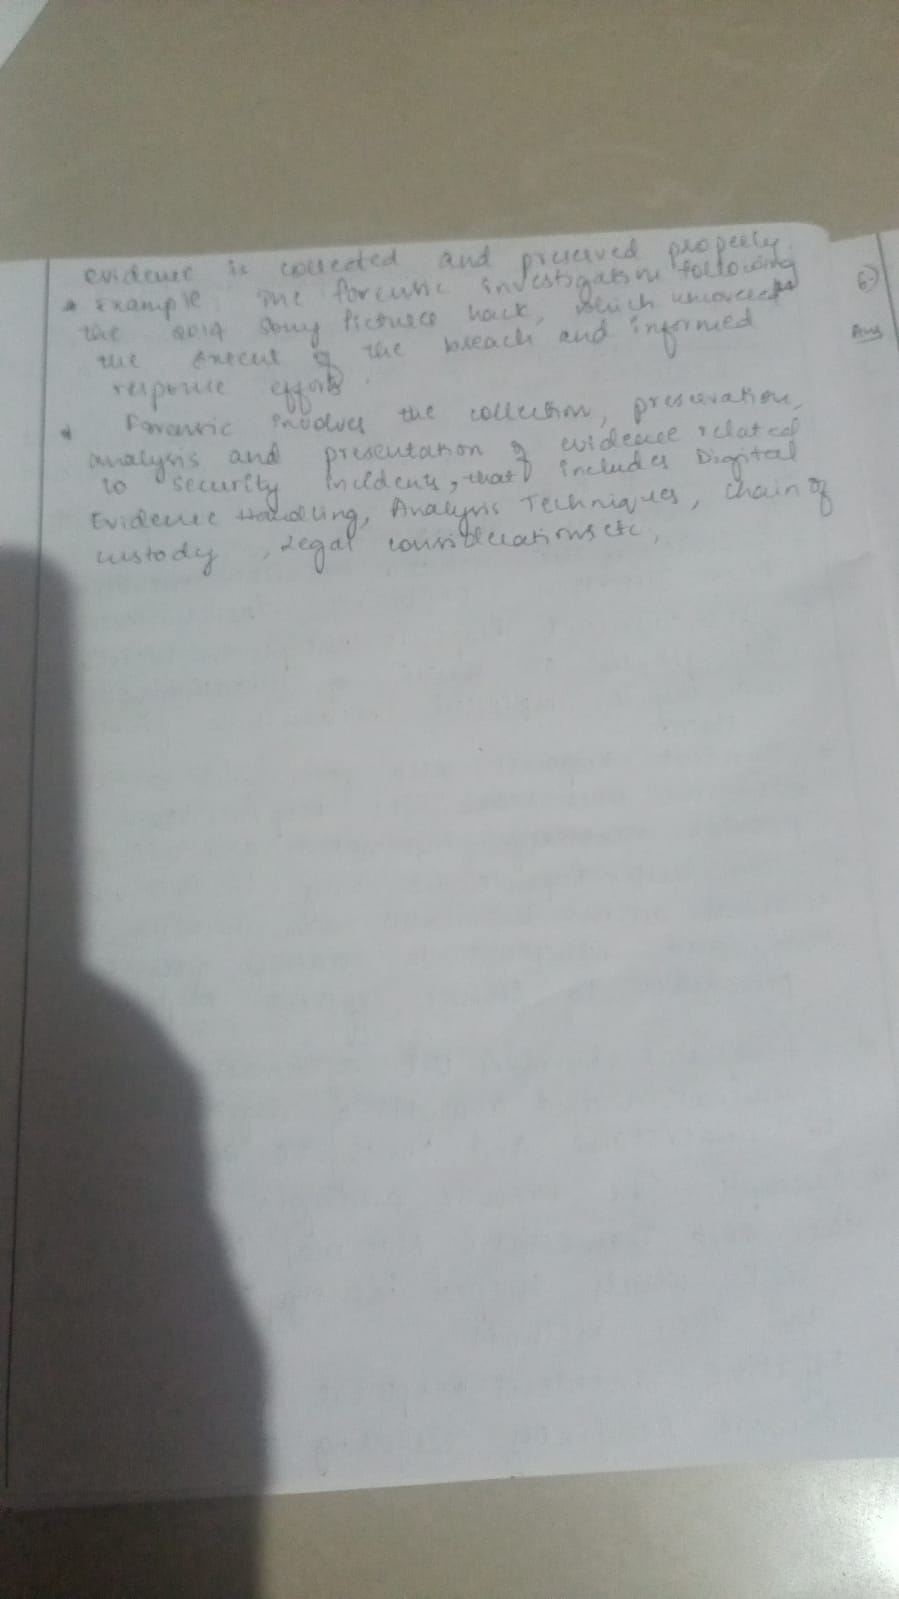 evidence is collected and preserved properly.
* Example: The forensic investigation following
the 2014 Sony Pictures hack, which uncovered
the extent of the breach and informed
response efforts.
* Forensic involves the collection, preservation,
analysis and presentation of evidence related
to security incidents, that includes Digital
Evidence Handling, Analysis Techniques, chain of
custody, Legal considerations etc,
6)
Ans